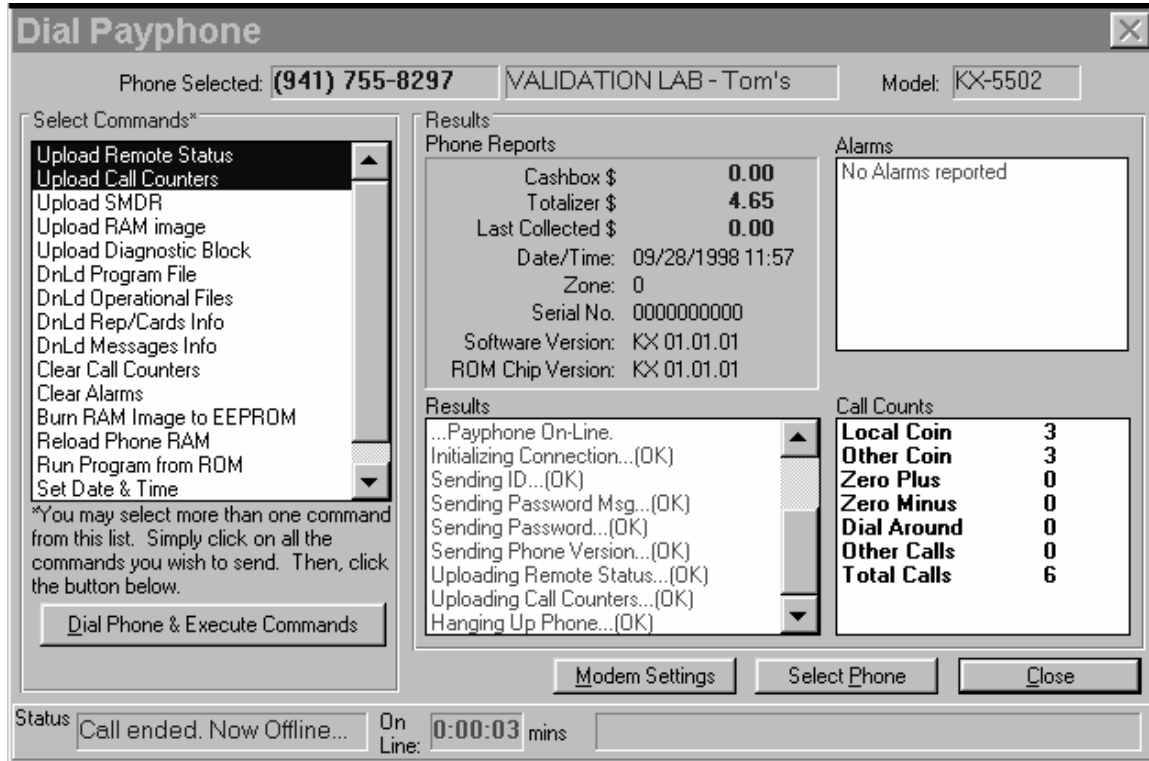 Dial Payphone
Phone Selected: (941) 755-8297 VALIDATION LAB - Tom's Model: KX-5502
Select Commands*
Upload Remote Status
Upload Call Counters
Upload SMDR
Upload RAM image
Upload Diagnostic Block
DnLd Program File
DnLd Operational Files
DnLd Rep/Cards Info
DnLd Messages Info
Clear Call Counters
Clear Alarms
Burn RAM Image to EEPROM
Reload Phone RAM
Run Program from ROM
Set Date & Time
*You may select more than one command
from this list. Simply click on all the
commands you wish to send. Then, click
the button below.
Dial Phone & Execute Commands
Results
Phone Reports
Cashbox $ 0.00
Totalizer $ 4.65
Last Collected $ 0.00
Date/Time: 09/28/1998 11:57
Zone: 0
Serial No. 0000000000
Software Version: KX 01.01.01
ROM Chip Version: KX 01.01.01
Alarms
No Alarms reported
Results
...Payphone On-Line.
Initializing Connection...(OK)
Sending ID...(OK)
Sending Password Msg...(OK)
Sending Password...(OK)
Sending Phone Version...(OK)
Uploading Remote Status...(OK)
Uploading Call Counters...(OK)
Hanging Up Phone...(OK)
Call Counts
Local Coin 3
Other Coin 3
Zero Plus 0
Zero Minus 0
Dial Around 0
Other Calls 0
Total Calls 6
Modem Settings
Select Phone
Close
Status Call ended. Now Offline...
On
Line: 0:00:03 mins